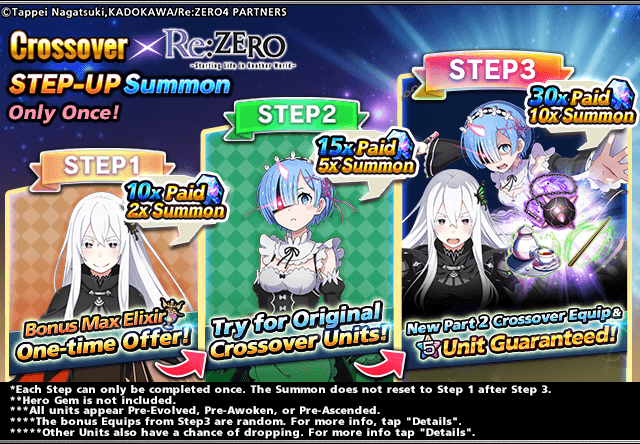 ©Tappei Nagatsuki,KADOKAWA/Re:ZERO4 PARTNERS
Crossover × Re:ZERO
~Starting Life in Another World~
STEP-UP Summon
Only Once!
STEP1
10x Paid
2x Summon
Bonus Max Elixir
One-time Offer!
STEP2
15x Paid
5x Summon
Try for Original
Crossover Units!
STEP3
30x Paid
10x Summon
New Part 2 Crossover Equip &
5 Unit Guaranteed!
*Each Step can only be completed once. The Summon does not reset to Step 1 after Step 3.
**Hero Gem is not included.
***All units appear Pre-Evolved, Pre-Awoken, or Pre-Ascended.
****The bonus Equips from Step3 are random. For more info, tap "Details".
*****Other Units also have a chance of dropping. For more info tap "Details".